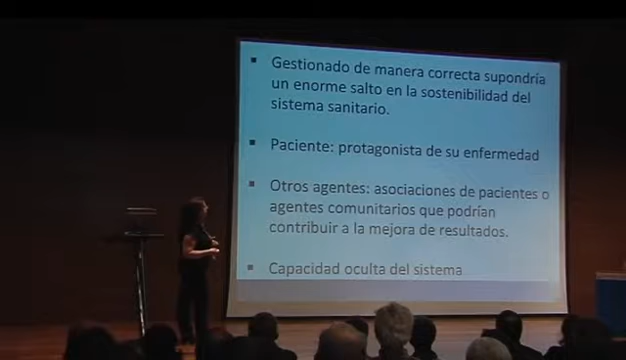 ▪ Gestionado de manera correcta supondría
un enorme salto en la sostenibilidad del
sistema sanitario.
▪ Paciente: protagonista de su enfermedad
▪ Otros agentes: asociaciones de pacientes o
agentes comunitarios que podrían
contribuir a la mejora de resultados.
▪ Capacidad oculta del sistema